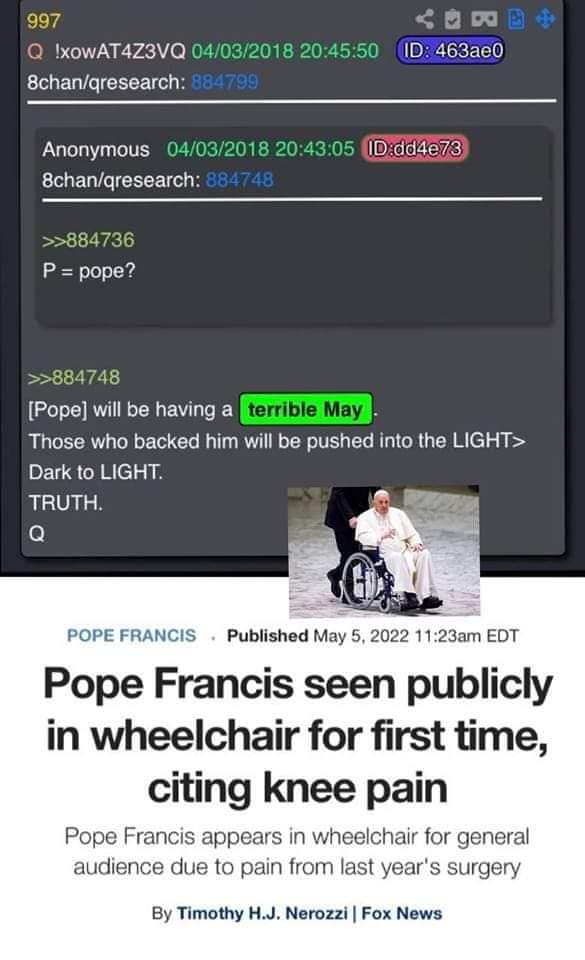 997
Q !xowAT4Z3VQ 04/03/2018 20:45:50 ID: 463ae0
8chan/qresearch: 884799
Anonymous 04/03/2018 20:43:05 ID:dd4e73
8chan/qresearch: 884748
>>884736
P = pope?
>>884748
[Pope] will be having a terrible May.
Those who backed him will be pushed into the LIGHT>
Dark to LIGHT.
TRUTH.
Q
POPE FRANCIS · Published May 5, 2022 11:23am EDT
Pope Francis seen publicly
in wheelchair for first time,
citing knee pain
Pope Francis appears in wheelchair for general
audience due to pain from last year's surgery
By Timothy H.J. Nerozzi | Fox News